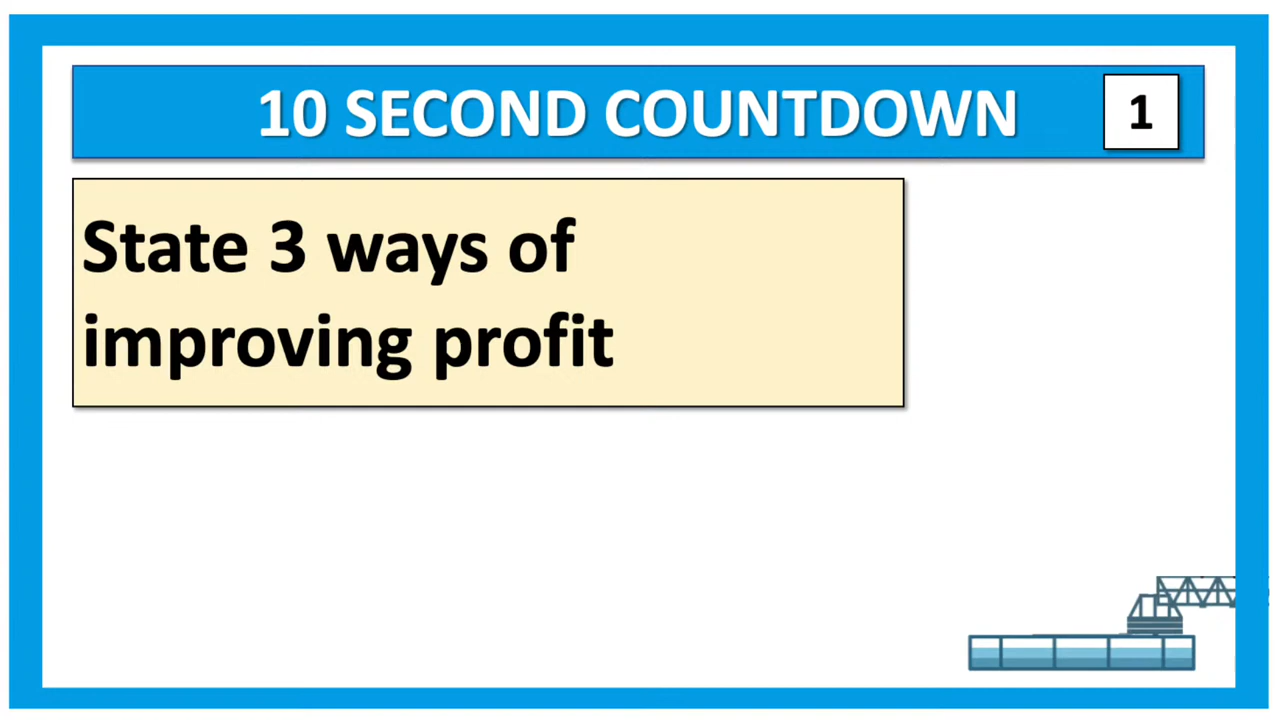 10 SECOND COUNTDOWN
1
State 3 ways of
improving profit